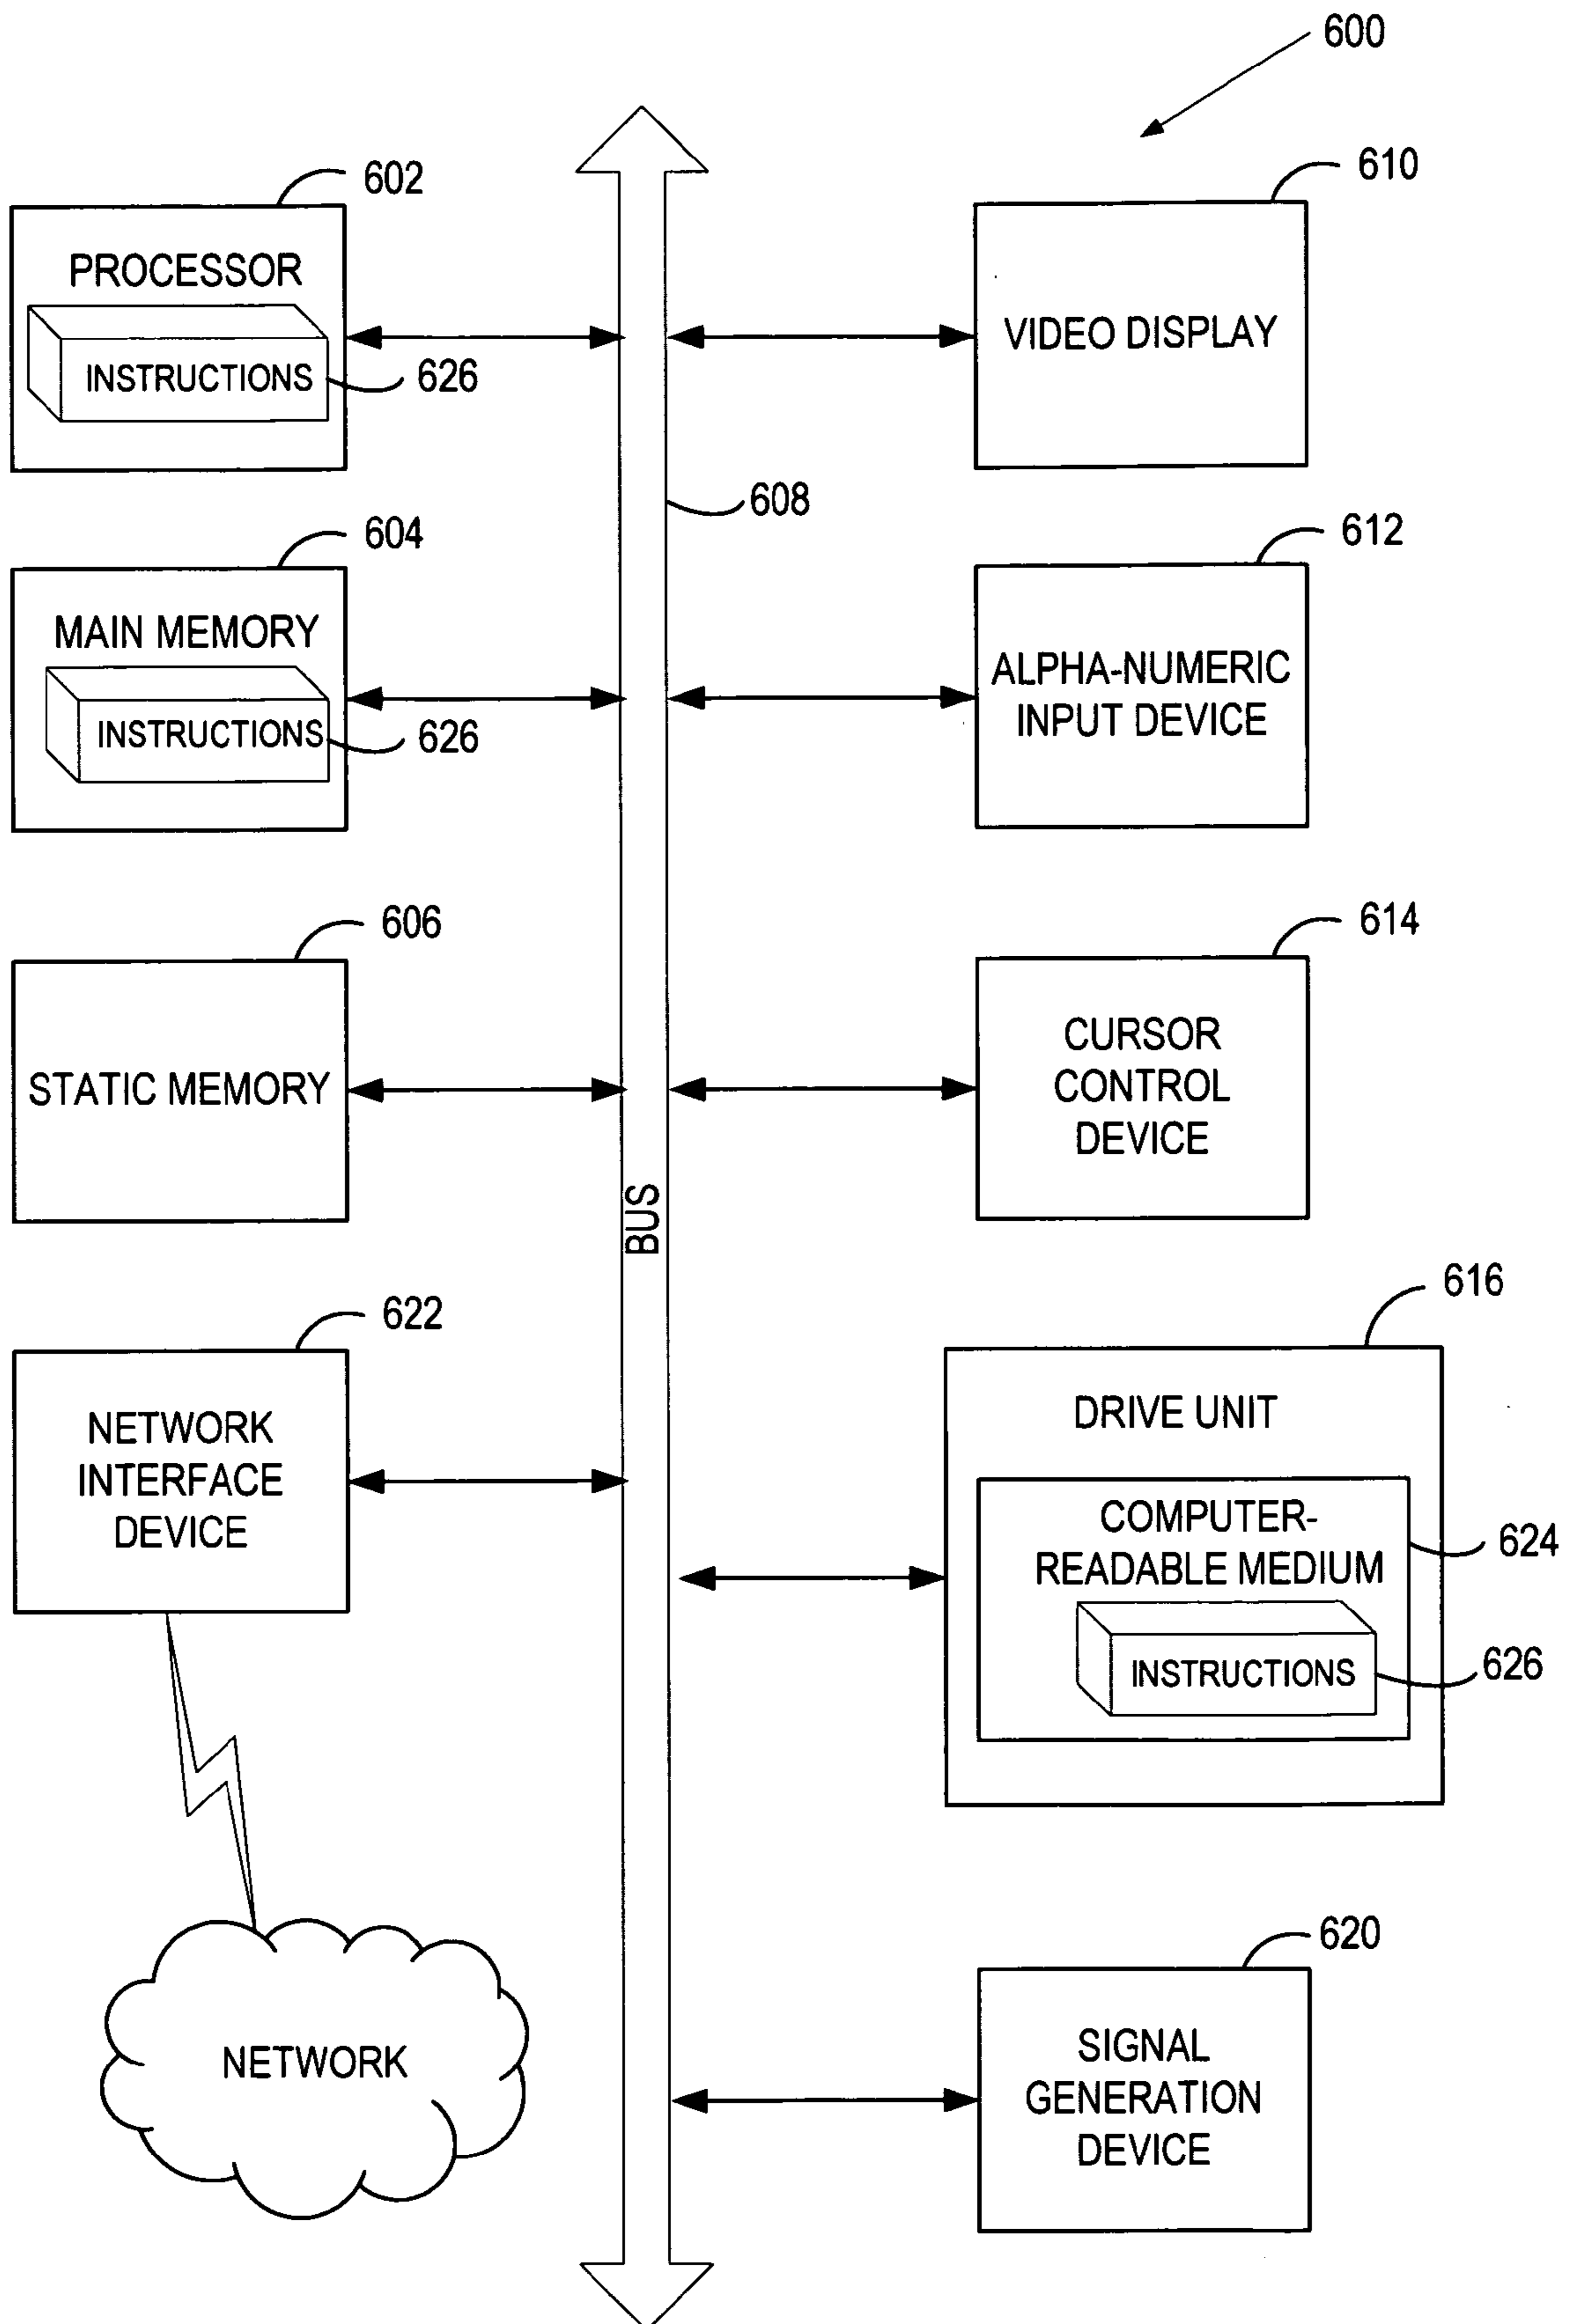 600
602
PROCESSOR
INSTRUCTIONS
626
610
VIDEO DISPLAY
608
604
MAIN MEMORY
INSTRUCTIONS
626
612
ALPHA-NUMERIC
INPUT DEVICE
606
STATIC MEMORY
614
CURSOR
CONTROL
DEVICE
BUS
622
NETWORK
INTERFACE
DEVICE
616
DRIVE UNIT
COMPUTER-
READABLE MEDIUM
624
INSTRUCTIONS
626
NETWORK
620
SIGNAL
GENERATION
DEVICE